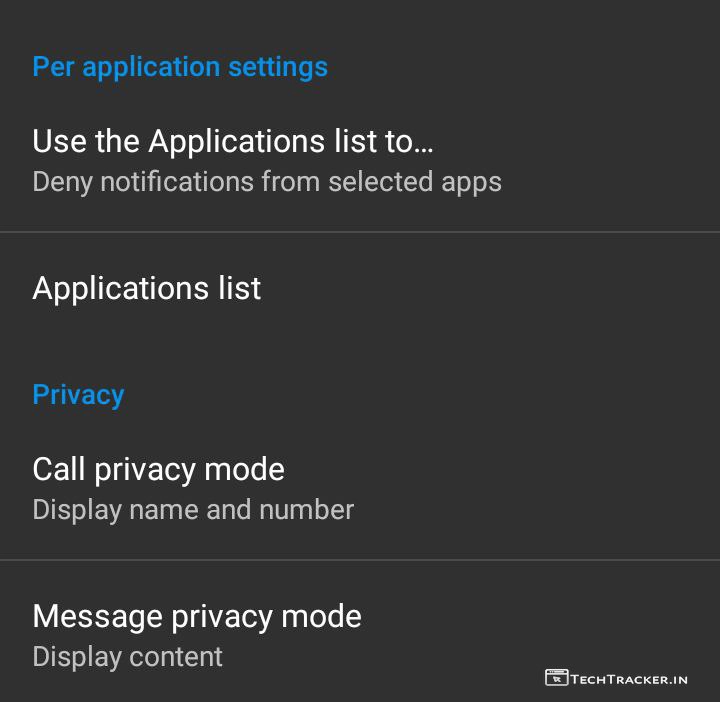 Per application settings
Use the Applications list to...
Deny notifications from selected apps
Applications list
Privacy
Call privacy mode
Display name and number
Message privacy mode
Display content
TechTracker.in